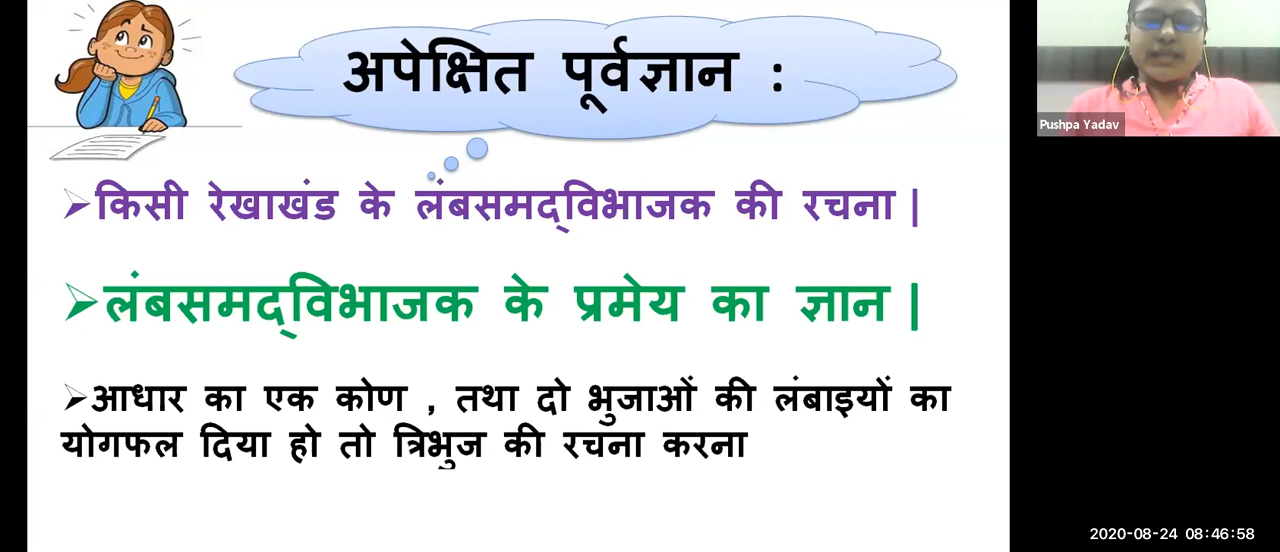 अपेक्षित पूर्वज्ञान :
➢किसी रेखाखंड के लंबसमद्‌विभाजक की रचना |
➢लंबसमद्‌विभाजक के प्रमेय का ज्ञान |
➢आधार का एक कोण , तथा दो भुजाओं की लंबाइयों का
योगफल दिया हो तो त्रिभुज की रचना करना
Pushpa Yadav
2020-08-24 08:46:58